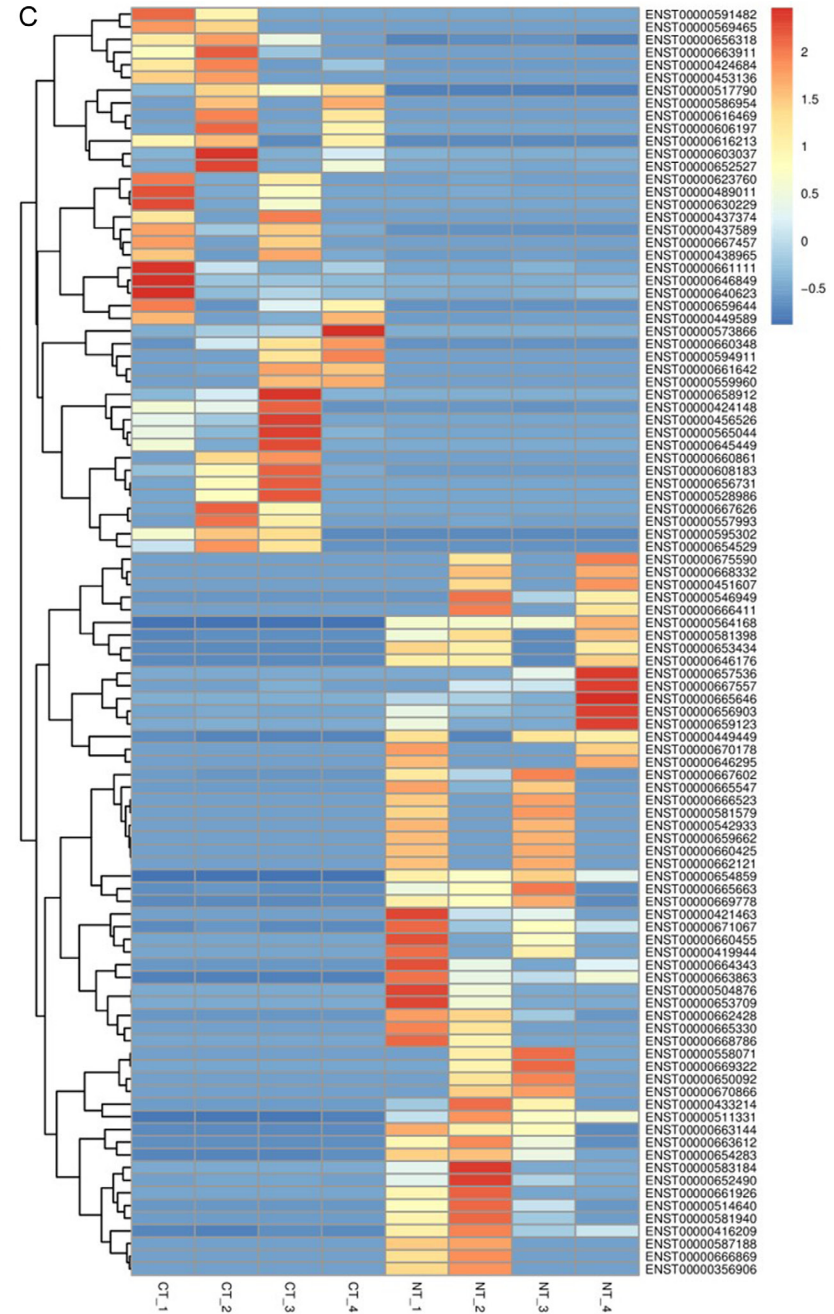 C
ENST00000591482
ENST00000569465
ENST00000656318
ENST00000663911
ENST00000424684
ENST00000453136
ENST00000517790
ENST00000586954
ENST00000616469
ENST00000606197
ENST00000616213
ENST00000603037
ENST00000652527
ENST00000623760
ENST00000489011
ENST00000630229
ENST00000437374
ENST00000437589
ENST00000667457
ENST00000438965
ENST00000661111
ENST00000646849
ENST00000640623
ENST00000659644
ENST00000449589
ENST00000573866
ENST00000660348
ENST00000594911
ENST00000661642
ENST00000559960
ENST00000658912
ENST00000424148
ENST00000456526
ENST00000565044
ENST00000645449
ENST00000660861
ENST00000608183
ENST00000656731
ENST00000528986
ENST00000667626
ENST00000557993
ENST00000595302
ENST00000654529
ENST00000675590
ENST00000668332
ENST00000451607
ENST00000546949
ENST00000666411
ENST00000564168
ENST00000581398
ENST00000653434
ENST00000646176
ENST00000657536
ENST00000667557
ENST00000665646
ENST00000656903
ENST00000659123
ENST00000449449
ENST00000670178
ENST00000646295
ENST00000667602
ENST00000665547
ENST00000666523
ENST00000581579
ENST00000542933
ENST00000659662
ENST00000660425
ENST00000662121
ENST00000654859
ENST00000665663
ENST00000669778
ENST00000421463
ENST00000671067
ENST00000660455
ENST00000419944
ENST00000664343
ENST00000663863
ENST00000504876
ENST00000653709
ENST00000662428
ENST00000665330
ENST00000668786
ENST00000558071
ENST00000669322
ENST00000650092
ENST00000670866
ENST00000433214
ENST00000511331
ENST00000663144
ENST00000663612
ENST00000654283
ENST00000583184
ENST00000652490
ENST00000661926
ENST00000514640
ENST00000581940
ENST00000416209
ENST00000587188
ENST00000666869
ENST00000356906
2
1.5
1
0.5
0
−0.5
CT_1
CT_2
CT_3
CT_4
NT_1
NT_2
NT_3
NT_4